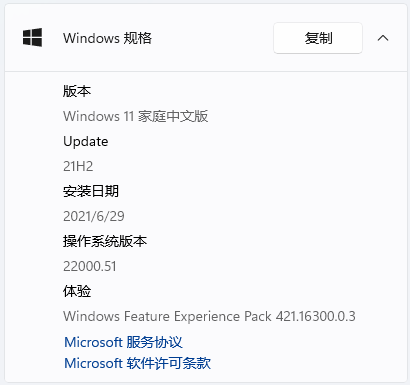 Windows 规格
复制
版本
Windows 11 家庭中文版
Update
21H2
安装日期
2021/6/29
操作系统版本
22000.51
体验
Windows Feature Experience Pack 421.16300.0.3
Microsoft 服务协议
Microsoft 软件许可条款